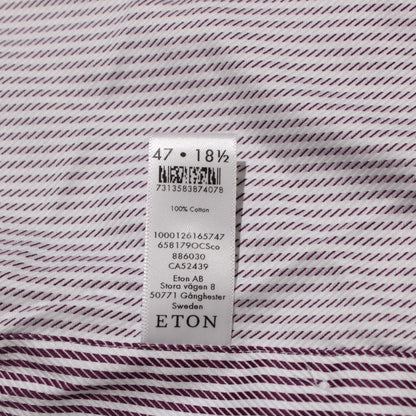 47 • 18½
7313583874078
100% Cotton
1000126165747
658179OCSco
886030
CA52439
Eton AB
Stora vägen 8
50771 Gånghester
Sweden
ETON